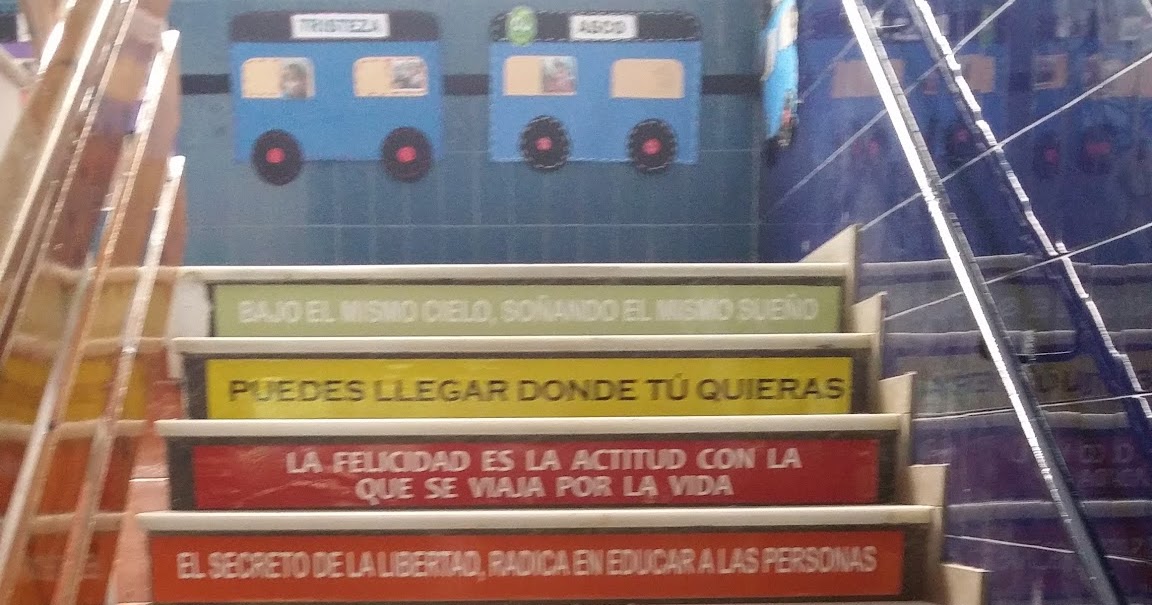 TRISTEZA
ASCO
BAJO EL MISMO CIELO, SOÑANDO EL MISMO SUEÑO
PUEDES LLEGAR DONDE TÚ QUIERAS
LA FELICIDAD ES LA ACTITUD CON LA
QUE SE VIAJA POR LA VIDA
EL SECRETO DE LA LIBERTAD, RADICA EN EDUCAR A LAS PERSONAS